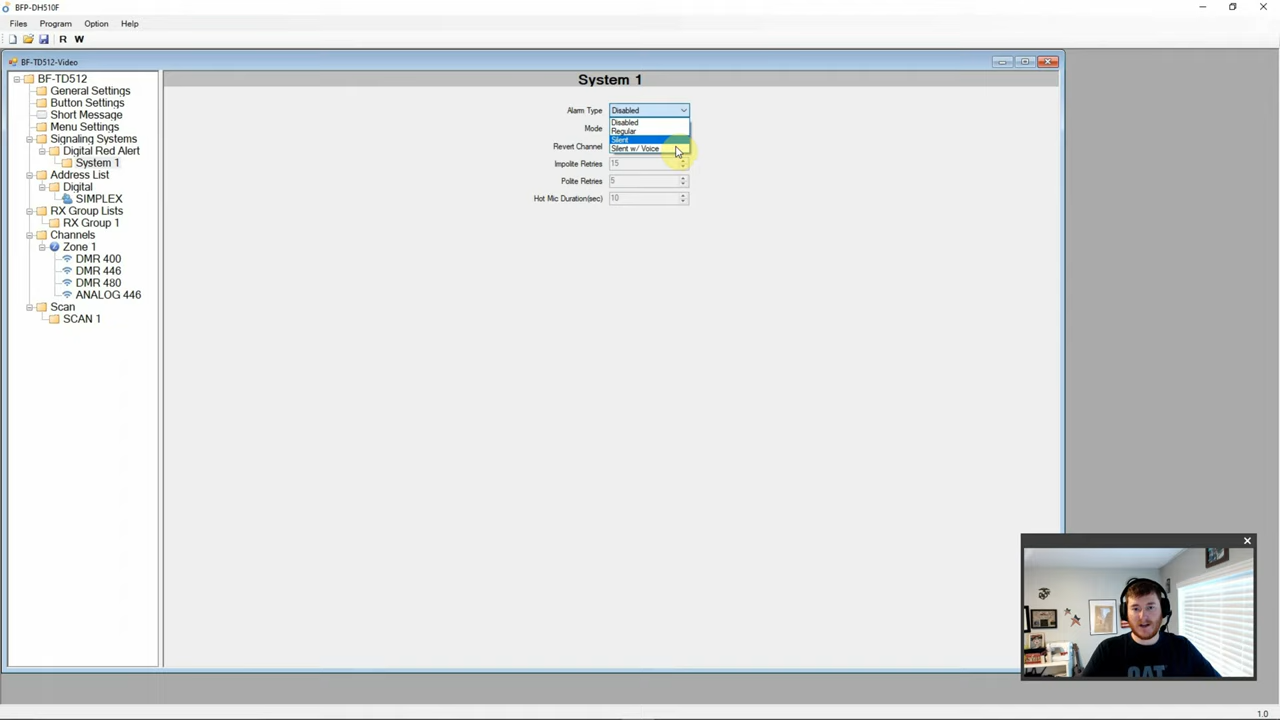 BFP-DH510F
Files Program Option Help
R W
BF-TD512-Video
BF-TD512
General Settings
Button Settings
Short Message
Menu Settings
Signaling Systems
Digital Red Alert
System 1
Address List
Digital
SIMPLEX
RX Group Lists
RX Group 1
Channels
Zone 1
DMR 400
DMR 446
DMR 480
ANALOG 446
Scan
SCAN 1
System 1
Alarm Type Disabled
Disabled
Regular
Silent
Silent w/ Voice
Mode
Revert Channel
Impolite Retries 15
Polite Retries 5
Hot Mic Duration(sec) 10
CAT
1.0